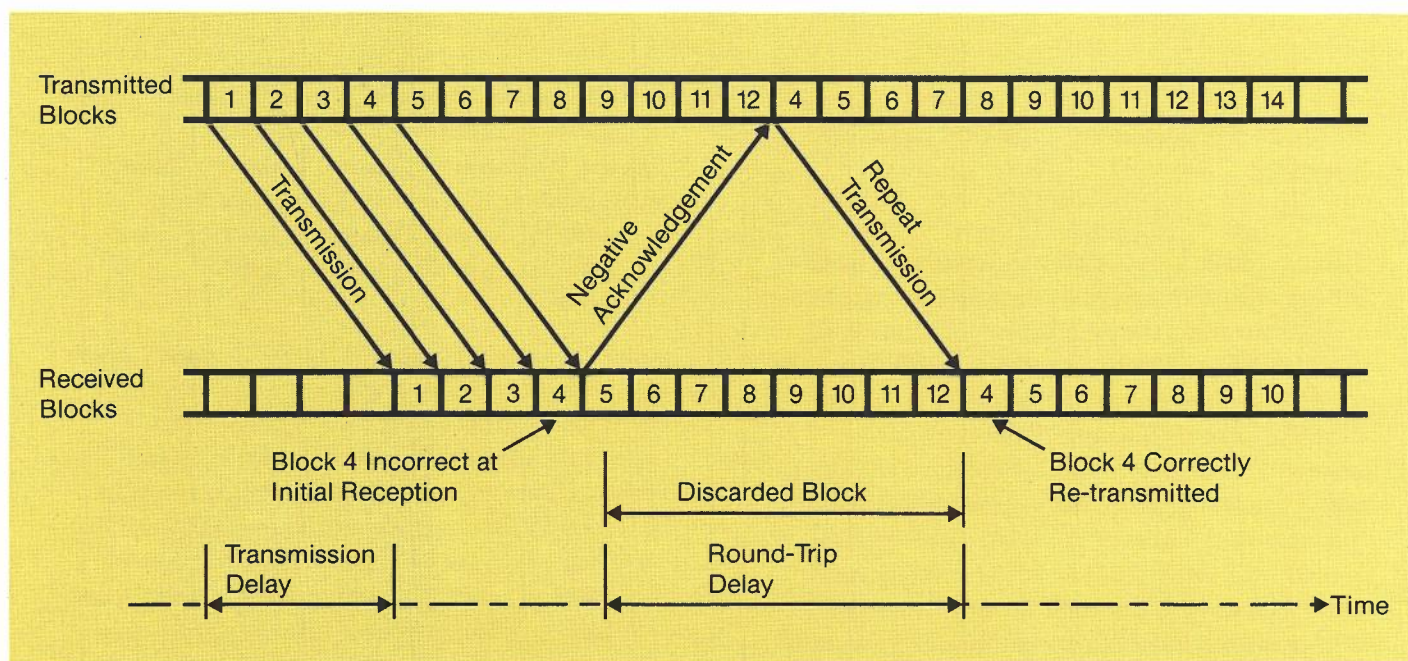 Transmitted
Blocks
1 2 3 4 5 6 7 8 9 10 11 12 4 5 6 7 8 9 10 11 12 13 14
Transmission
Negative
Acknowledgement
Repeat
Transmission
Received
Blocks
1 2 3 4 5 6 7 8 9 10 11 12 4 5 6 7 8 9 10
Block 4 Incorrect at
Initial Reception
Discarded Block
Block 4 Correctly
Re-transmitted
Transmission
Delay
Round-Trip
Delay
Time